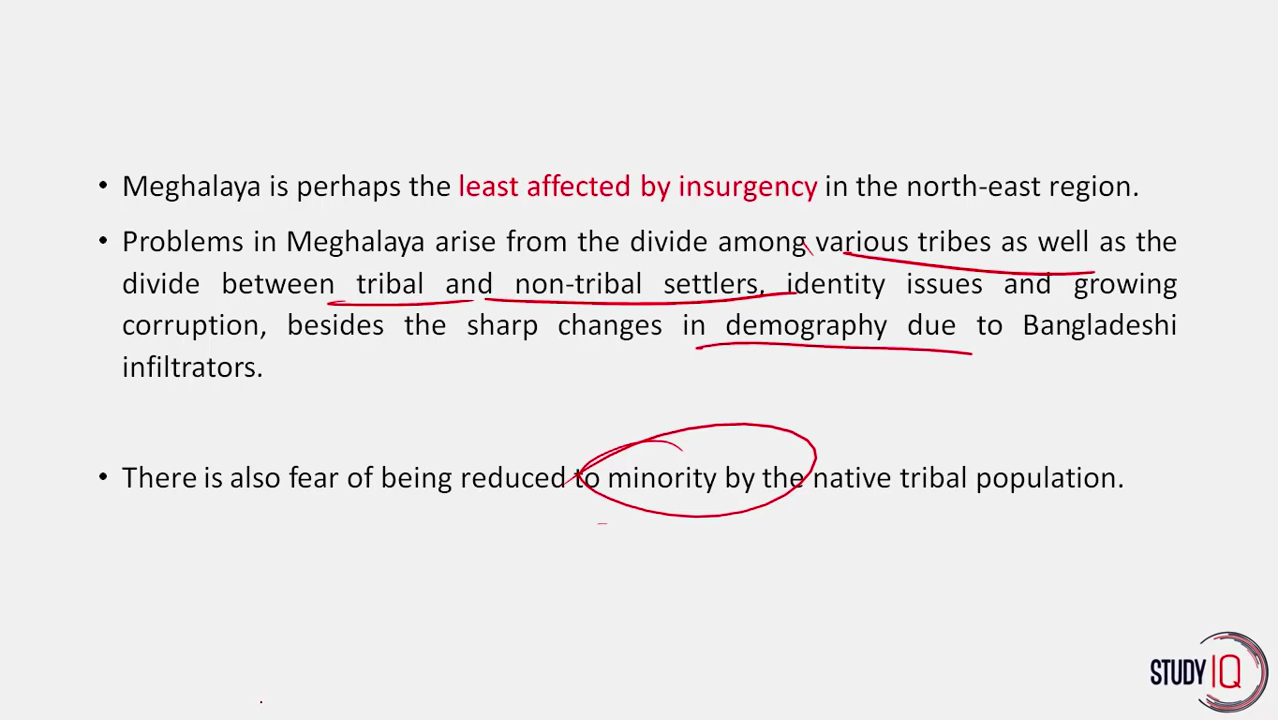 • Meghalaya is perhaps the least affected by insurgency in the north-east region.
• Problems in Meghalaya arise from the divide among various tribes as well as the
divide between tribal and non-tribal settlers, identity issues and growing
corruption, besides the sharp changes in demography due to Bangladeshi
infiltrators.
• There is also fear of being reduced to minority by the native tribal population.
STUDY IQ